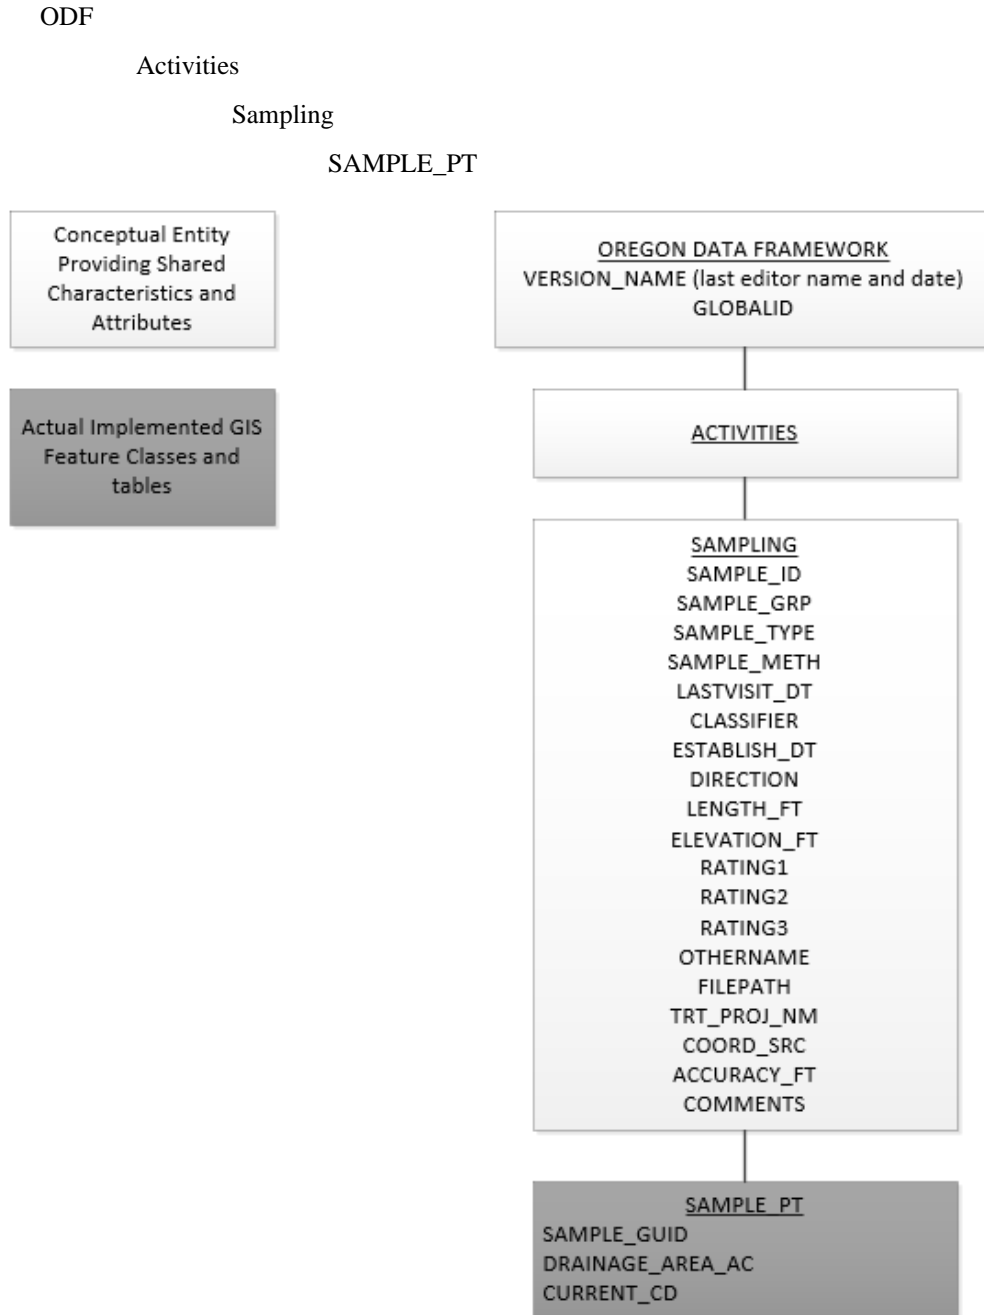 ODF
Activities
Sampling
SAMPLE_PT
Conceptual Entity
Providing Shared
Characteristics and
Attributes
Actual Implemented GIS
Feature Classes and
tables
OREGON DATA FRAMEWORK
VERSION_NAME (last editor name and date)
GLOBALID
ACTIVITIES
SAMPLING
SAMPLE_ID
SAMPLE_GRP
SAMPLE_TYPE
SAMPLE_METH
LASTVISIT_DT
CLASSIFIER
ESTABLISH_DT
DIRECTION
LENGTH_FT
ELEVATION_FT
RATING1
RATING2
RATING3
OTHERNAME
FILEPATH
TRT_PROJ_NM
COORD_SRC
ACCURACY_FT
COMMENTS
SAMPLE_PT
SAMPLE_GUID
DRAINAGE_AREA_AC
CURRENT_CD